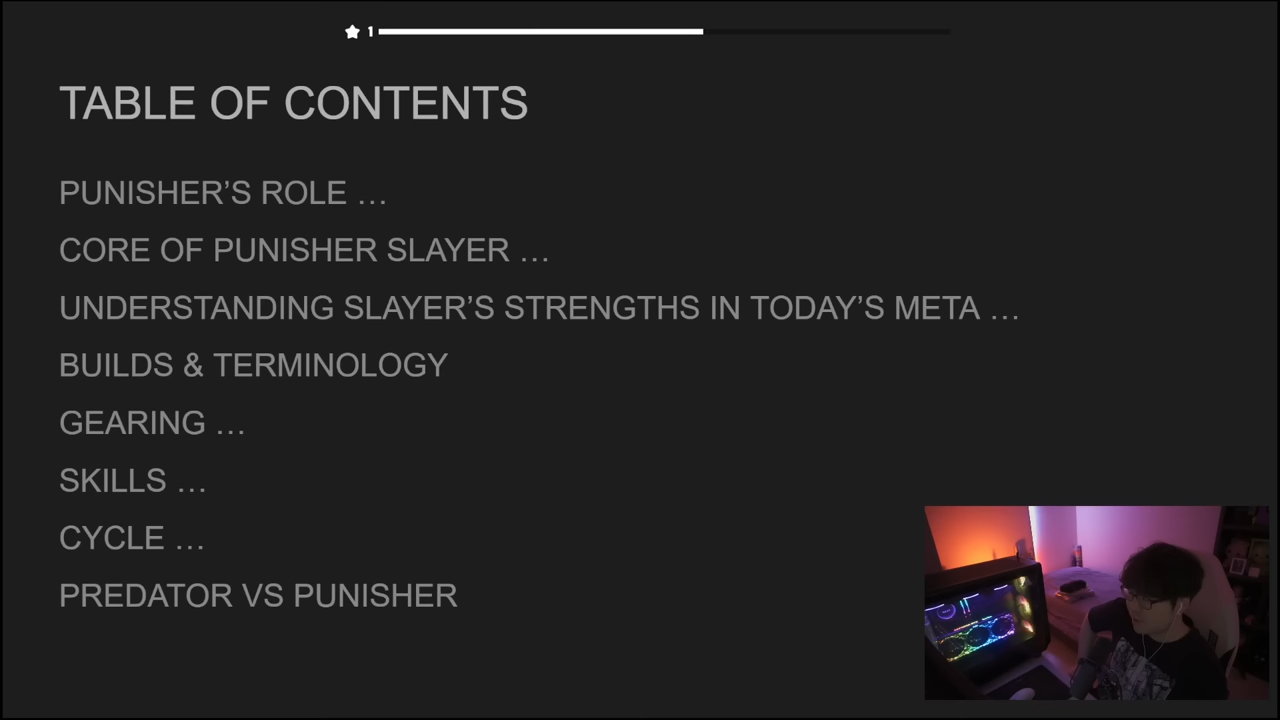 1
TABLE OF CONTENTS
PUNISHER’S ROLE …
CORE OF PUNISHER SLAYER …
UNDERSTANDING SLAYER’S STRENGTHS IN TODAY’S META …
BUILDS & TERMINOLOGY
GEARING …
SKILLS …
CYCLE …
PREDATOR VS PUNISHER